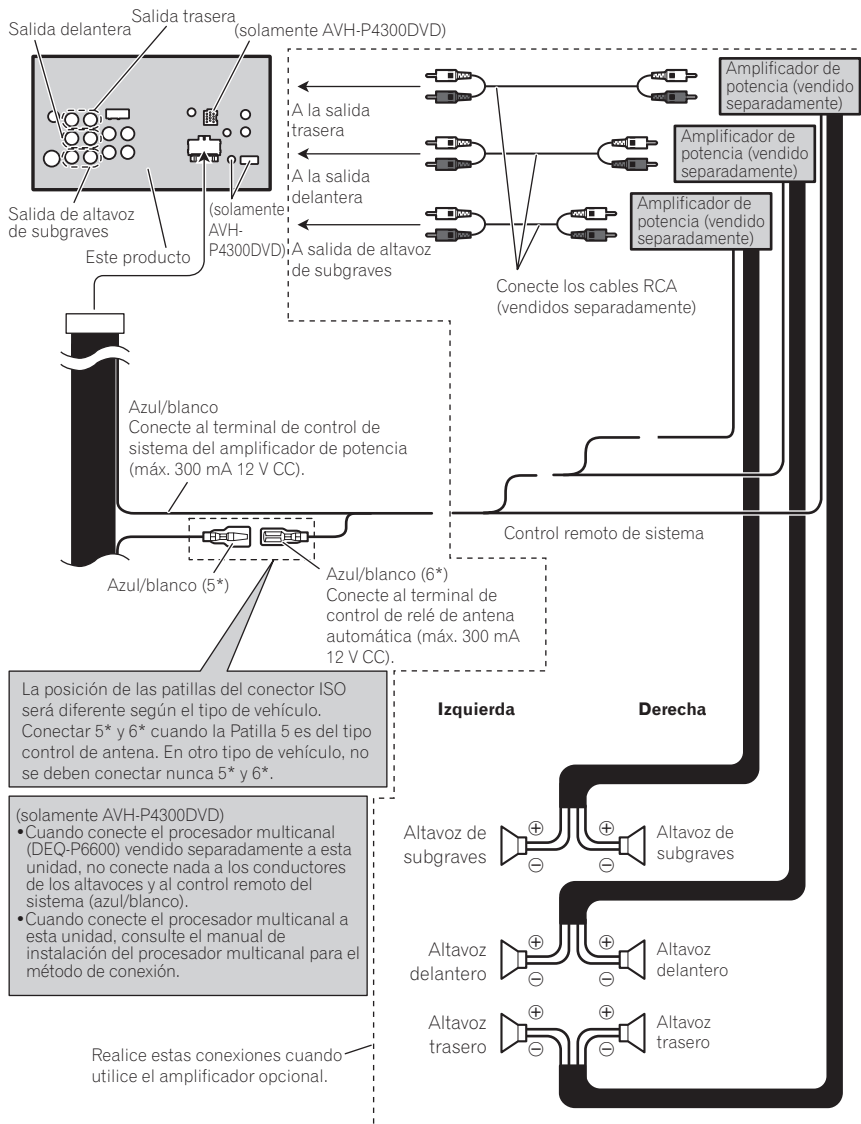 Salida delantera
Salida trasera
(solamente AVH-P4300DVD)
Salida de altavoz
de subgraves
Este producto
(solamente
AVH-
P4300DVD)
A la salida
trasera
A la salida
delantera
A salida de altavoz
de subgraves
Amplificador de
potencia (vendido
separadamente)
Amplificador de
potencia (vendido
separadamente)
Amplificador de
potencia (vendido
separadamente)
Conecte los cables RCA
(vendidos separadamente)
Azul/blanco
Conecte al terminal de control de
sistema del amplificador de potencia
(máx. 300 mA 12 V CC).
Control remoto de sistema
Azul/blanco (5*)
Azul/blanco (6*)
Conecte al terminal de
control de relé de antena
automática (máx. 300 mA
12 V CC).
La posición de las patillas del conector ISO
será diferente según el tipo de vehículo.
Conectar 5* y 6* cuando la Patilla 5 es del tipo
control de antena. En otro tipo de vehículo, no
se deben conectar nunca 5* y 6*.
(solamente AVH-P4300DVD)
•Cuando conecte el procesador multicanal
(DEQ-P6600) vendido separadamente a esta
unidad, no conecte nada a los conductores
de los altavoces y al control remoto del
sistema (azul/blanco).
•Cuando conecte el procesador multicanal a
esta unidad, consulte el manual de
instalación del procesador multicanal para el
método de conexión.
Realice estas conexiones cuando
utilice el amplificador opcional.
Izquierda
Derecha
Altavoz de
subgraves
⊕
⊖
⊕
⊖
Altavoz de
subgraves
Altavoz
delantero
⊕
⊖
⊕
⊖
Altavoz
delantero
Altavoz
trasero
⊕
⊖
⊕
⊖
Altavoz
trasero